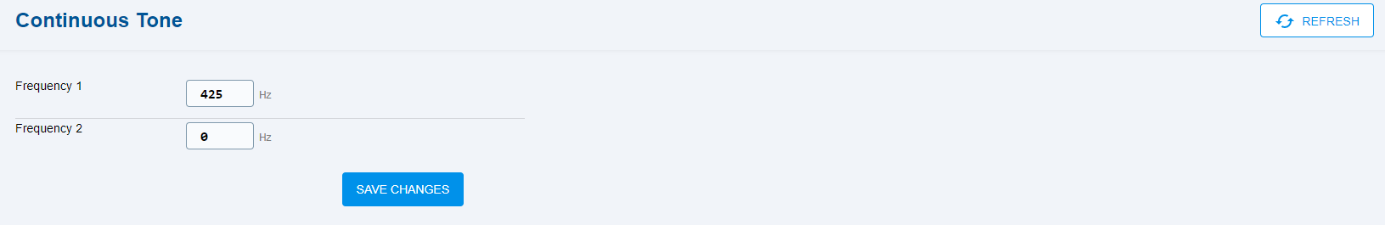 Continuous Tone
REFRESH
Frequency 1
425 Hz
Frequency 2
0 Hz
SAVE CHANGES